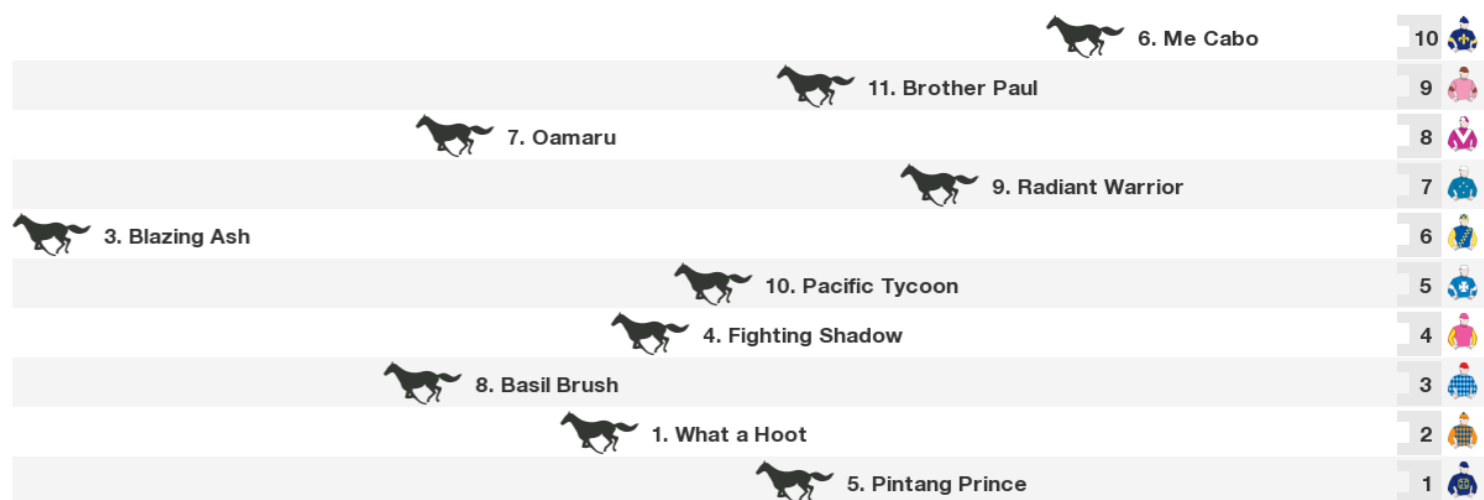 6. Me Cabo 10
11. Brother Paul 9
7. Oamaru 8
9. Radiant Warrior 7
3. Blazing Ash 6
10. Pacific Tycoon 5
4. Fighting Shadow 4
8. Basil Brush 3
1. What a Hoot 2
5. Pintang Prince 1